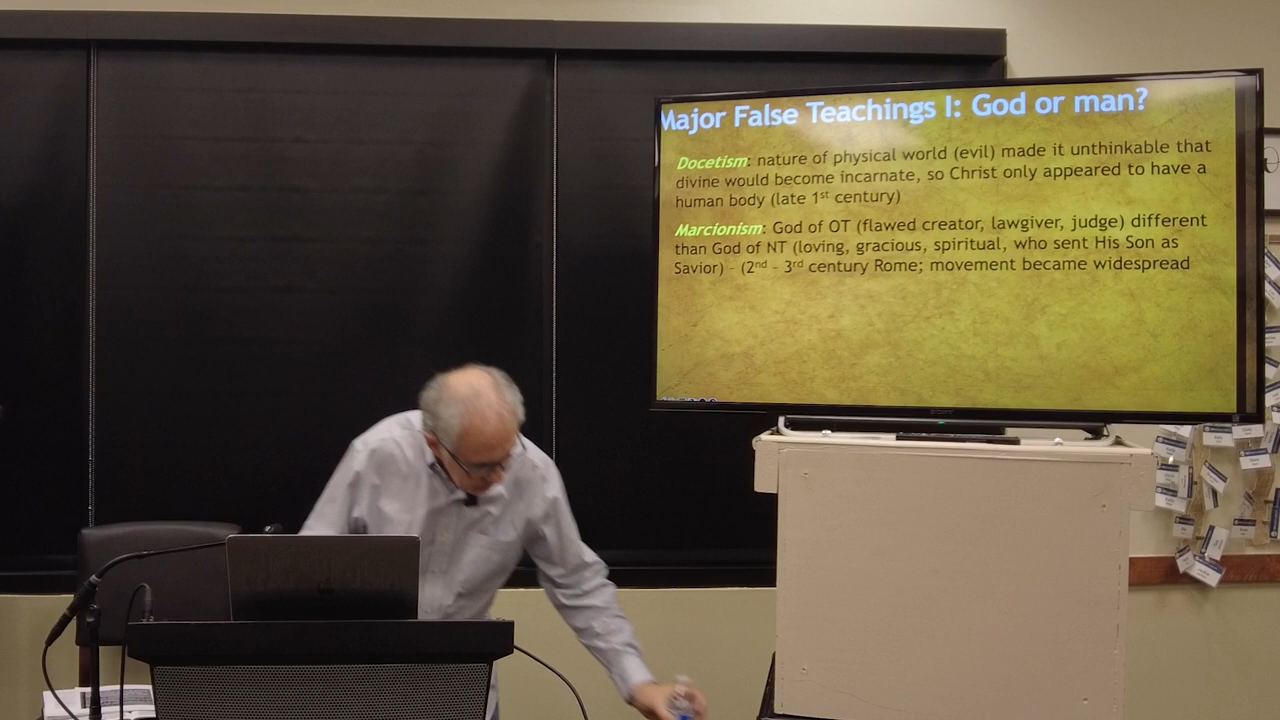 Major False Teachings I: God or man?
Docetism: nature of physical world (evil) made it unthinkable that
divine would become incarnate, so Christ only appeared to have a
human body (late 1st century)
Marcionism: God of OT (flawed creator, lawgiver, judge) different
than God of NT (loving, gracious, spiritual, who sent His Son as
Savior) - (2nd - 3rd century Rome; movement became widespread
SONY